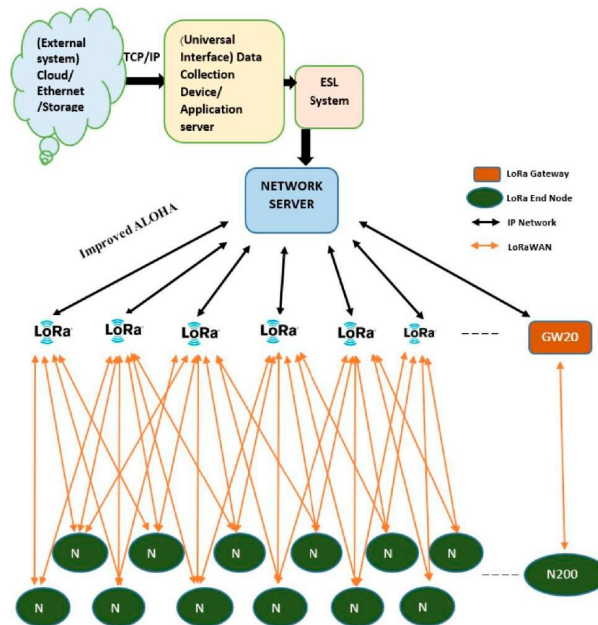 (External
system)
Cloud/
Ethernet
/Storage
TCP/IP
(Universal
Interface) Data
Collection
Device/
Application
server
ESL
System
NETWORK
SERVER
LoRa Gateway
LoRa End Node
IP Network
LoRaWAN
Improved ALOHA
LoRa
LoRa
LoRa
LoRa
LoRa
LoRa
GW20
N
N
N
N
N
N
N200
N
N
N
N
N
N